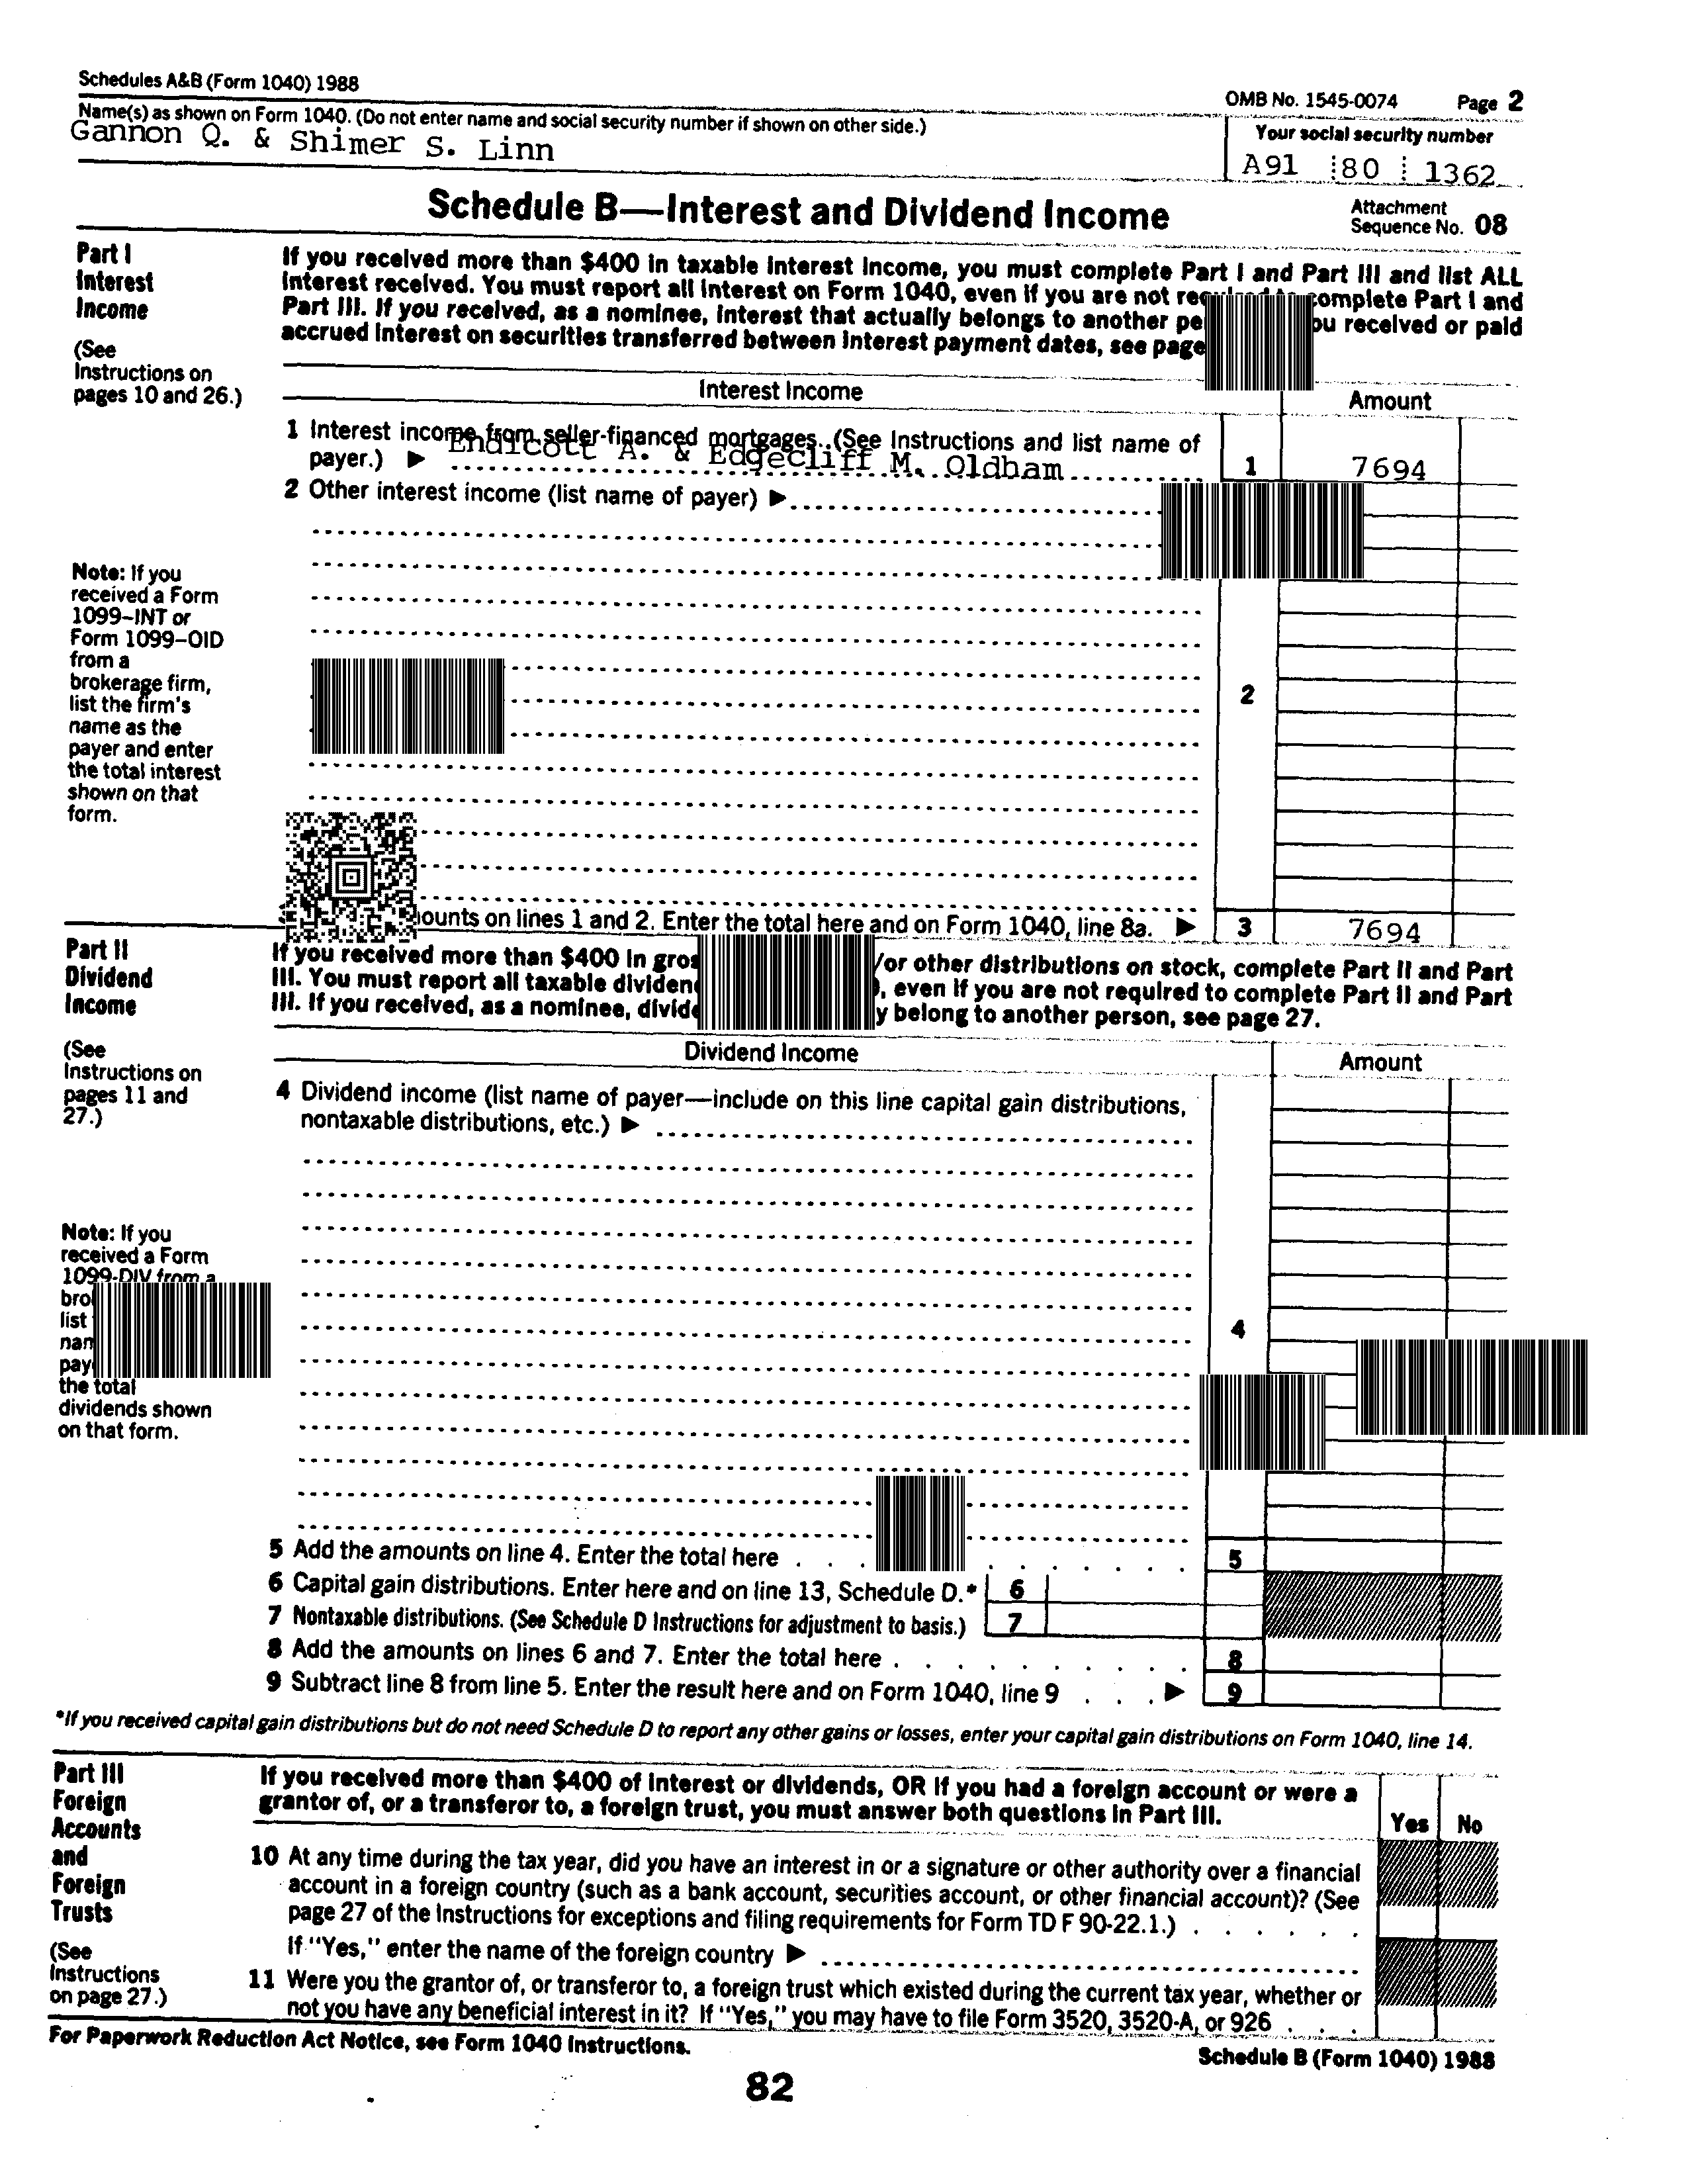 Schedules A&B (Form 1040) 1988
OMB No. 1545-0074 Page 2
Name(s) as shown on Form 1040. (Do not enter name and social security number if shown on other side.)
Your social security number
Gannon Q. & Shimer S. Linn
A91 80 1362
Schedule B—Interest and Dividend Income
Attachment
Sequence No. 08
Part I
Interest
Income
(See
Instructions on
pages 10 and 26.)
If you received more than $400 in taxable interest income, you must complete Part I and Part III and list ALL
interest received. You must report all interest on Form 1040, even if you are not complete Part I and
Part III. If you received, as a nominee, interest that actually belongs to another received or paid
accrued interest on securities transferred between interest payment dates, see page
Interest Income
Amount
1 Interest income from seller-financed mortgages. (See Instructions and list name of
payer.) ▶ Endicott A. & Edgecliff M. Oldham 1 7694
2 Other interest income (list name of payer) ▶
Note: If you
received a Form
1099-INT or
Form 1099-OID
from a
brokerage firm,
list the firm's
name as the
payer and enter
the total interest
shown on that
form.
2
on lines 1 and 2. Enter the total here and on Form 1040, line 8a. ▶ 3 7694
Part II
Dividend
Income
(See
Instructions on
pages 11 and
27.)
If you received more than $400 in /or other distributions on stock, complete Part II and Part
III. You must report all taxable , even if you are not required to complete Part II and Part
III. If you received, as a nominee, belong to another person, see page 27.
Dividend Income
Amount
4 Dividend income (list name of payer—include on this line capital gain distributions,
nontaxable distributions, etc.) ▶
Note: If you
received a Form
1099-DIV from a
list
the total
dividends shown
on that form.
4
5 Add the amounts on line 4. Enter the total here . . . 5
6 Capital gain distributions. Enter here and on line 13, Schedule D.* 6
7 Nontaxable distributions. (See Schedule D Instructions for adjustment to basis.) 7
8 Add the amounts on lines 6 and 7. Enter the total here . . . 8
9 Subtract line 8 from line 5. Enter the result here and on Form 1040, line 9 . . . ▶ 9
*If you received capital gain distributions but do not need Schedule D to report any other gains or losses, enter your capital gain distributions on Form 1040, line 14.
Part III
Foreign
Accounts
and
Foreign
Trusts
(See
Instructions
on page 27.)
If you received more than $400 of interest or dividends, OR if you had a foreign account or were a
grantor of, or a transferor to, a foreign trust, you must answer both questions in Part III.
Yes No
10 At any time during the tax year, did you have an interest in or a signature or other authority over a financial
account in a foreign country (such as a bank account, securities account, or other financial account)? (See
page 27 of the Instructions for exceptions and filing requirements for Form TD F 90-22.1.) . . . . . .
If "Yes," enter the name of the foreign country ▶
11 Were you the grantor of, or transferor to, a foreign trust which existed during the current tax year, whether or
not you have any beneficial interest in it? If "Yes," you may have to file Form 3520, 3520-A, or 926 . . .
For Paperwork Reduction Act Notice, see Form 1040 Instructions.
Schedule B (Form 1040) 1988
82